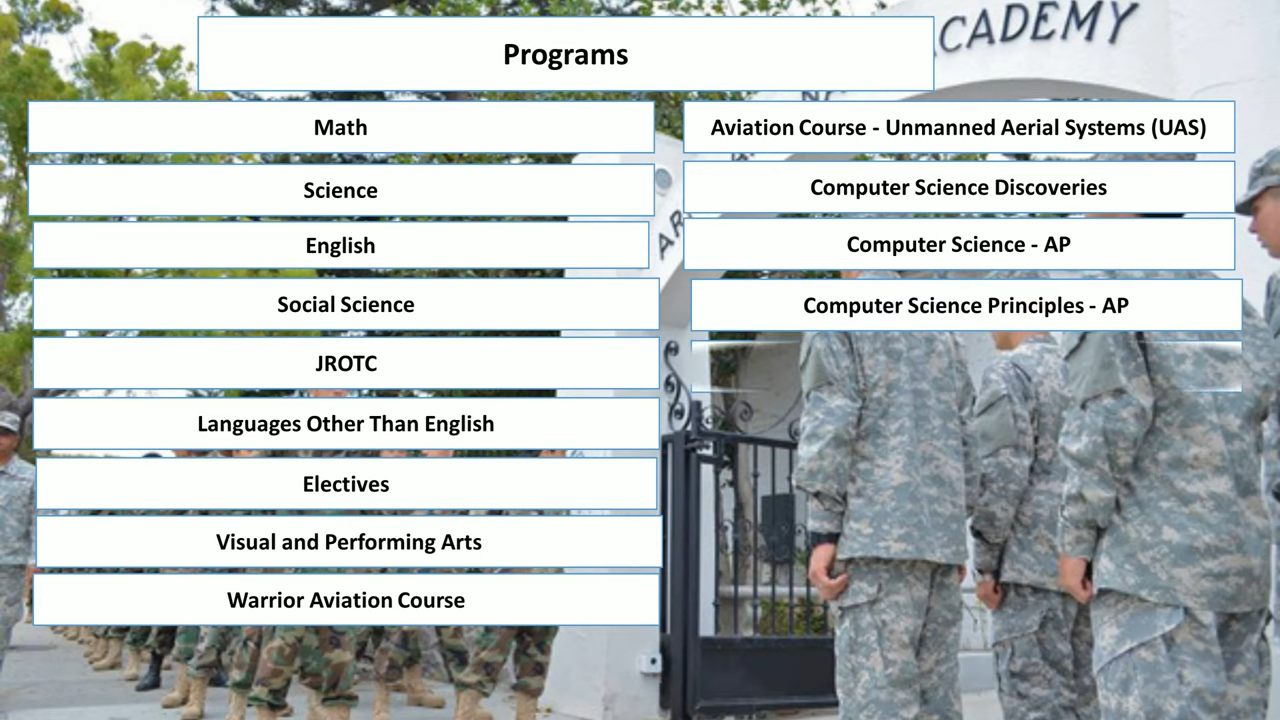 Programs
Math
Science
English
Social Science
JROTC
Languages Other Than English
Electives
Visual and Performing Arts
Warrior Aviation Course
Aviation Course - Unmanned Aerial Systems (UAS)
Computer Science Discoveries
Computer Science - AP
Computer Science Principles - AP